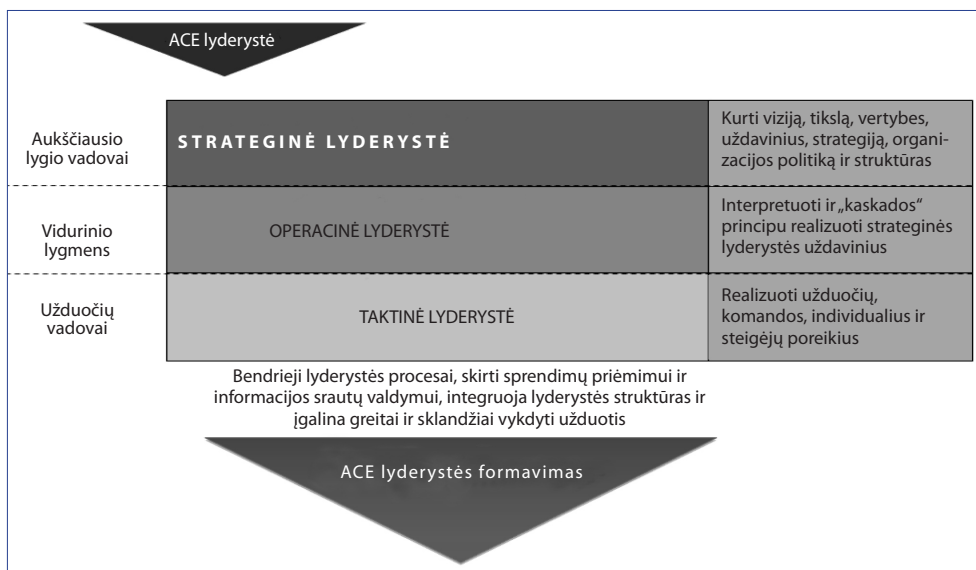 ACE lyderystė
Aukščiausio
lygio vadovai
STRATEGINĖ LYDERYSTĖ
Kurti viziją, tikslą, vertybes,
uždavinius, strategiją, organi-
zacijos politiką ir struktūras
Vidurinio
lygmens
OPERACINĖ LYDERYSTĖ
Interpretuoti ir „kaskados“
principu realizuoti strateginės
lyderystės uždavinius
Užduočių
vadovai
TAKTINĖ LYDERYSTĖ
Realizuoti užduočių,
komandos, individualius ir
steigėjų poreikius
Bendrieji lyderystės procesai, skirti sprendimų priėmimui ir
informacijos srautų valdymui, integruoja lyderystės struktūras ir
įgalina greitai ir sklandžiai vykdyti užduotis
ACE lyderystės formavimas